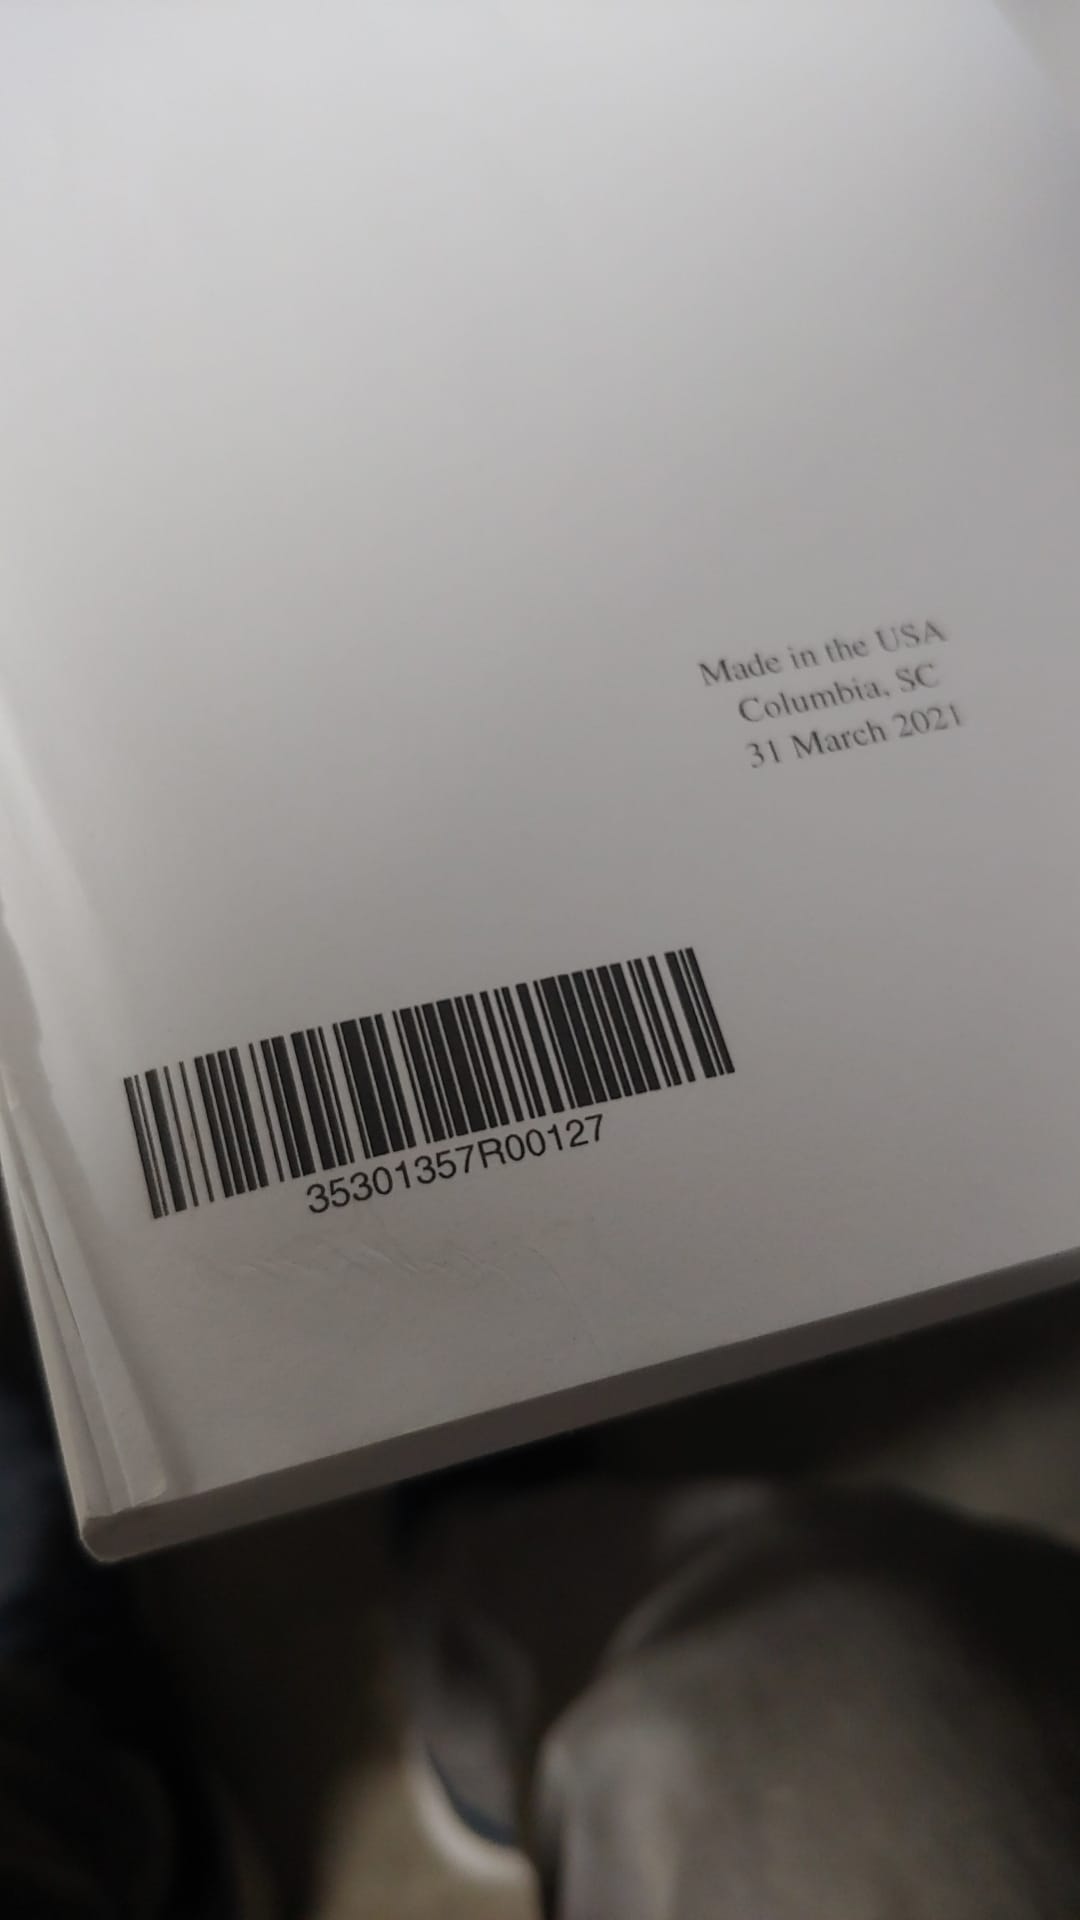 Made in the USA
Columbia, SC
31 March 2021
35301357R00127